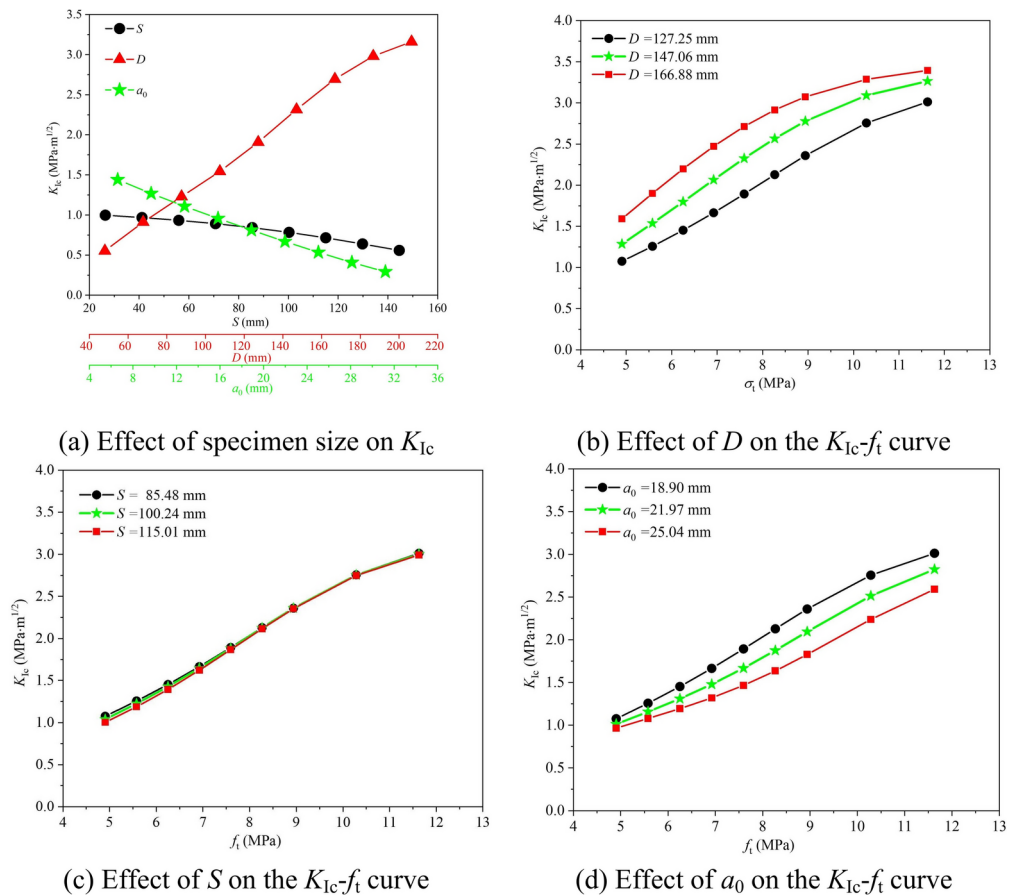 S
D
a0
KIc (MPa·m1/2)
3.5
3.0
2.5
2.0
1.5
1.0
0.5
0.0
20 40 60 80 100 120 140 160
S (mm)
40 60 80 100 120 140 160 180 200 220
D (mm)
4 8 12 16 20 24 28 32 36
a0 (mm)
(a) Effect of specimen size on KIc
D =127.25 mm
D =147.06 mm
D =166.88 mm
KIc (MPa·m1/2)
4.0
3.5
3.0
2.5
2.0
1.5
1.0
0.5
0.0
4 5 6 7 8 9 10 11 12 13
σt (MPa)
(b) Effect of D on the KIc-ft curve
S = 85.48 mm
S =100.24 mm
S =115.01 mm
KIc (MPa·m1/2)
4.0
3.5
3.0
2.5
2.0
1.5
1.0
0.5
0.0
4 5 6 7 8 9 10 11 12 13
ft (MPa)
(c) Effect of S on the KIc-ft curve
a0 =18.90 mm
a0 =21.97 mm
a0 =25.04 mm
KIc (MPa·m1/2)
4.0
3.5
3.0
2.5
2.0
1.5
1.0
0.5
0.0
4 5 6 7 8 9 10 11 12 13
ft (MPa)
(d) Effect of a0 on the KIc-ft curve